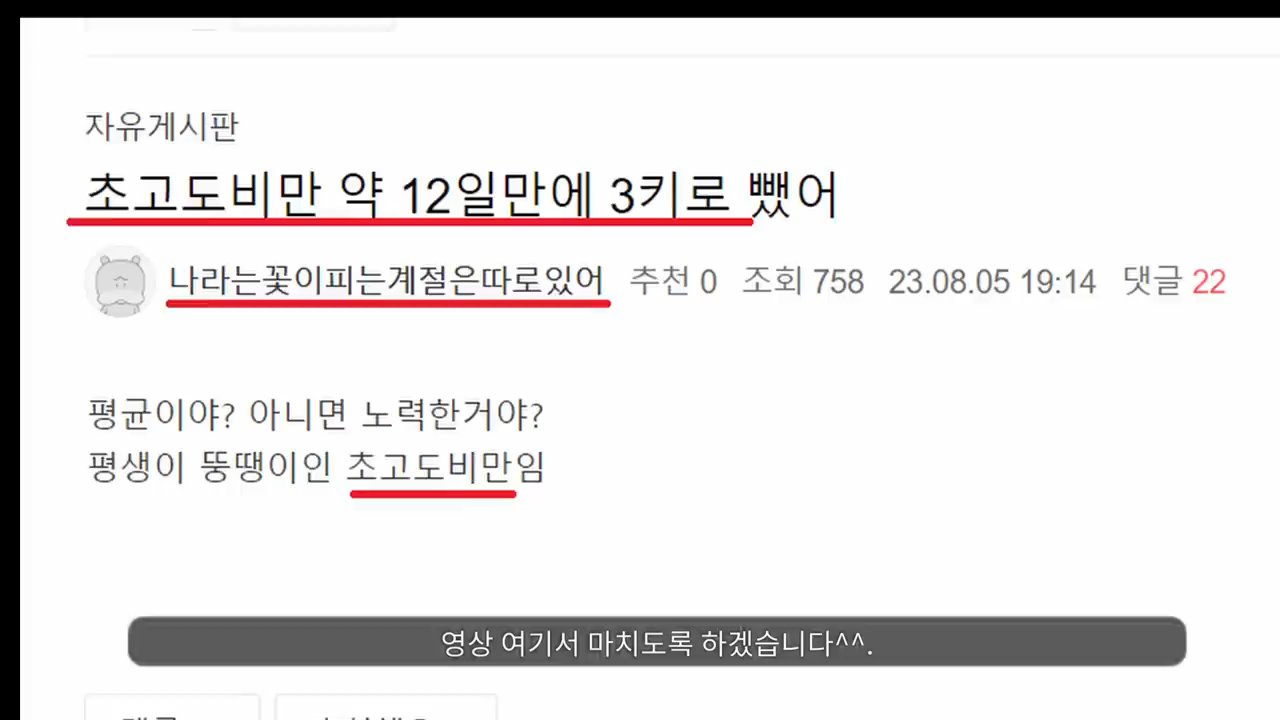 자유게시판
초고도비만 약 12일만에 3키로 뺐어
나라는꽃이피는계절은따로있어 추천 0 조회 758 23.08.05 19:14 댓글 22
평균이야? 아니면 노력한거야?
평생이 뚱땡이인 초고도비만임
영상 여기서 마치도록 하겠습니다^^.